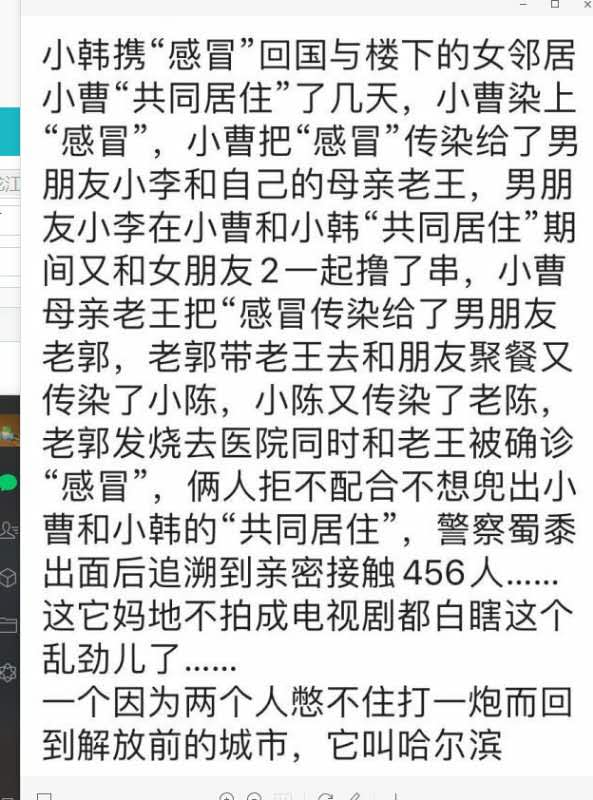 小韩携“感冒”回国与楼下的女邻居
小曹“共同居住”了几天，小曹染上
“感冒”，小曹把“感冒”传染给了男
朋友小李和自己的母亲老王，男朋
友小李在小曹和小韩“共同居住”期
间又和女朋友2一起撸了串，小曹
母亲老王把“感冒传染给了男朋友
老郭，老郭带老王去和朋友聚餐又
传染了小陈，小陈又传染了老陈，
老郭发烧去医院同时和老王被确诊
“感冒”，俩人拒不配合不想兜出小
曹和小韩的“共同居住”，警察蜀黍
出面后追溯到亲密接触456人……
这它妈地不拍成电视剧都白瞎这个
乱劲儿了……
一个因为两个人憋不住打一炮而回
到解放前的城市，它叫哈尔滨